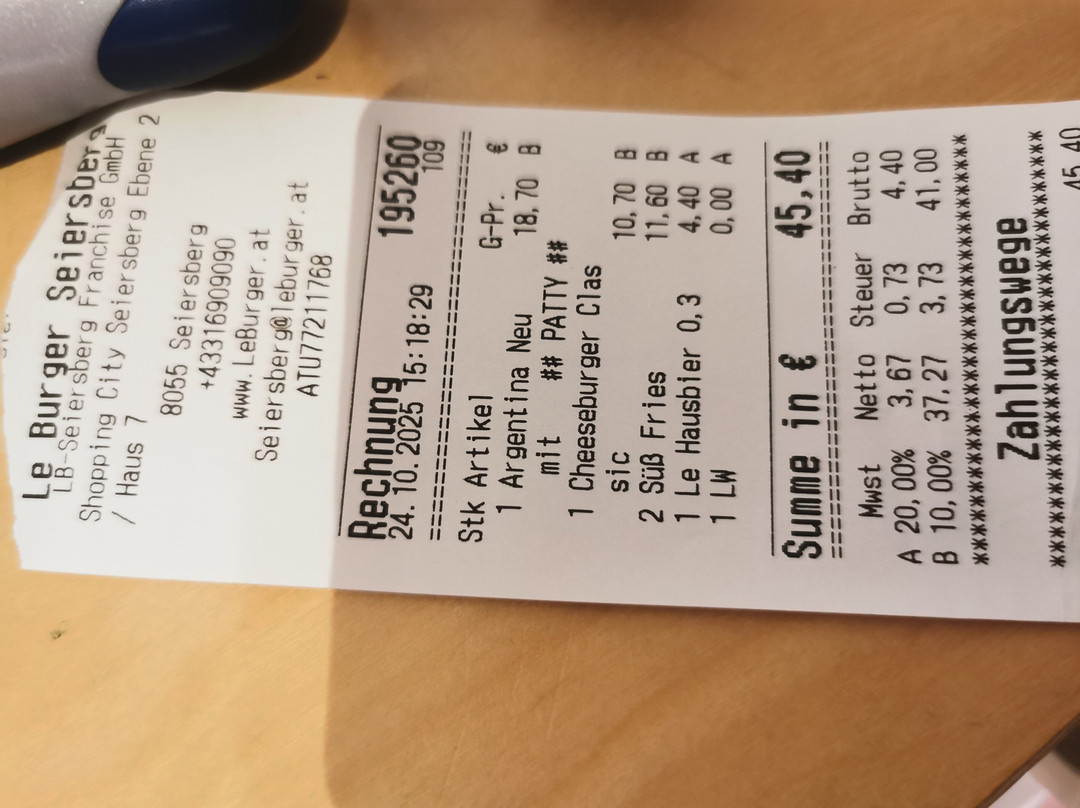 Le Burger Seiersberg
LB-Seiersberg Franchise GmbH
Shopping City Seiersberg Ebene 2
/ Haus 7
8055 Seiersberg
+43316909090
www.LeBurger.at
Seiersberg@leburger.at
ATU77211768
Rechnung 195260
24.10.2025 15:18:29 109
Stk Artikel G-Pr. €
1 Argentina Neu 18,70 B
mit ## PATTY ##
1 Cheeseburger Clas
sic 10,70 B
2 Süß Fries 11,60 B
1 Le Hausbier 0,3 4,40 A
1 LW 0,00 A
Summe in € 45,40
Mwst Netto Steuer Brutto
A 20,00% 3,67 0,73 4,40
B 10,00% 37,27 3,73 41,00
Zahlungswege
45,40